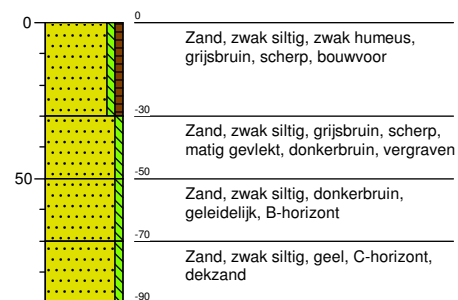 0
0
Zand, zwak siltig, zwak humeus,
grijsbruin, scherp, bouwvoor
-30
Zand, zwak siltig, grijsbruin, scherp,
matig gevlekt, donkerbruin, vergraven
50
-50
Zand, zwak siltig, donkerbruin,
geleidelijk, B-horizont
-70
Zand, zwak siltig, geel, C-horizont,
dekzand
-90